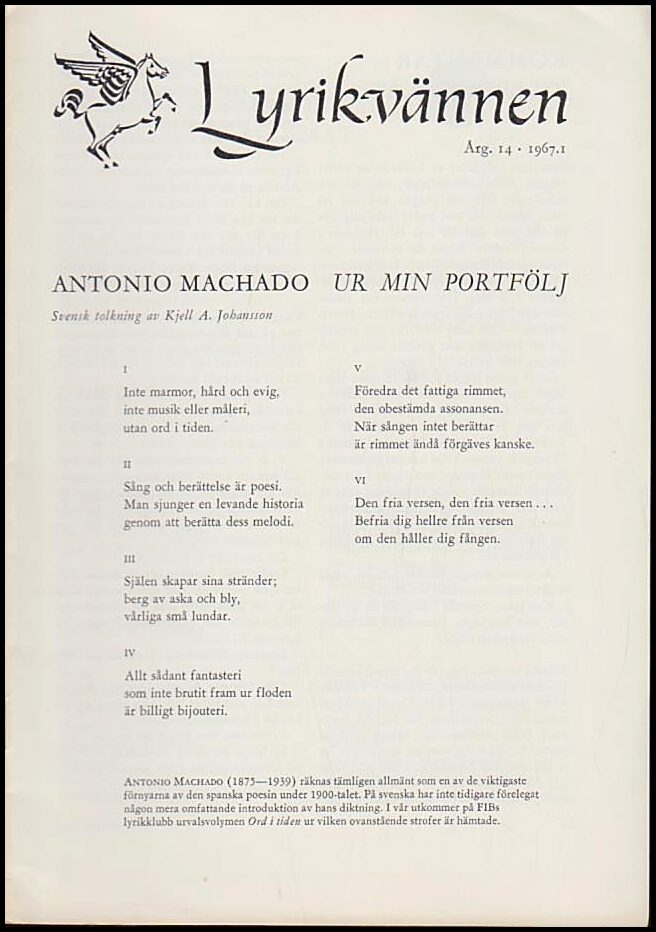 Lyrikvännen
Årg. 14 · 1967.1
ANTONIO MACHADO UR MIN PORTFÖLJ
Svensk tolkning av Kjell A. Johansson
I
Inte marmor, hård och evig,
inte musik eller måleri,
utan ord i tiden.
II
Sång och berättelse är poesi.
Man sjunger en levande historia
genom att berätta dess melodi.
III
Själen skapar sina stränder;
berg av aska och bly,
vårliga små lundar.
IV
Allt sådant fantasteri
som inte brutit fram ur floden
är billigt bijouteri.
V
Föredra det fattiga rimmet,
den obestämda assonansen.
När sången intet berättar
är rimmet ändå förgäves kanske.
VI
Den fria versen, den fria versen . . .
Befria dig hellre från versen
om den håller dig fången.
ANTONIO MACHADO (1875—1939) räknas tämligen allmänt som en av de viktigaste
förnyarna av den spanska poesin under 1900-talet. På svenska har inte tidigare förelegat
någon mera omfattande introduktion av hans diktning. I vår utkommer på FIBs
lyrikklubb urvalsvolymen Ord i tiden ur vilken ovanstående strofer är hämtade.